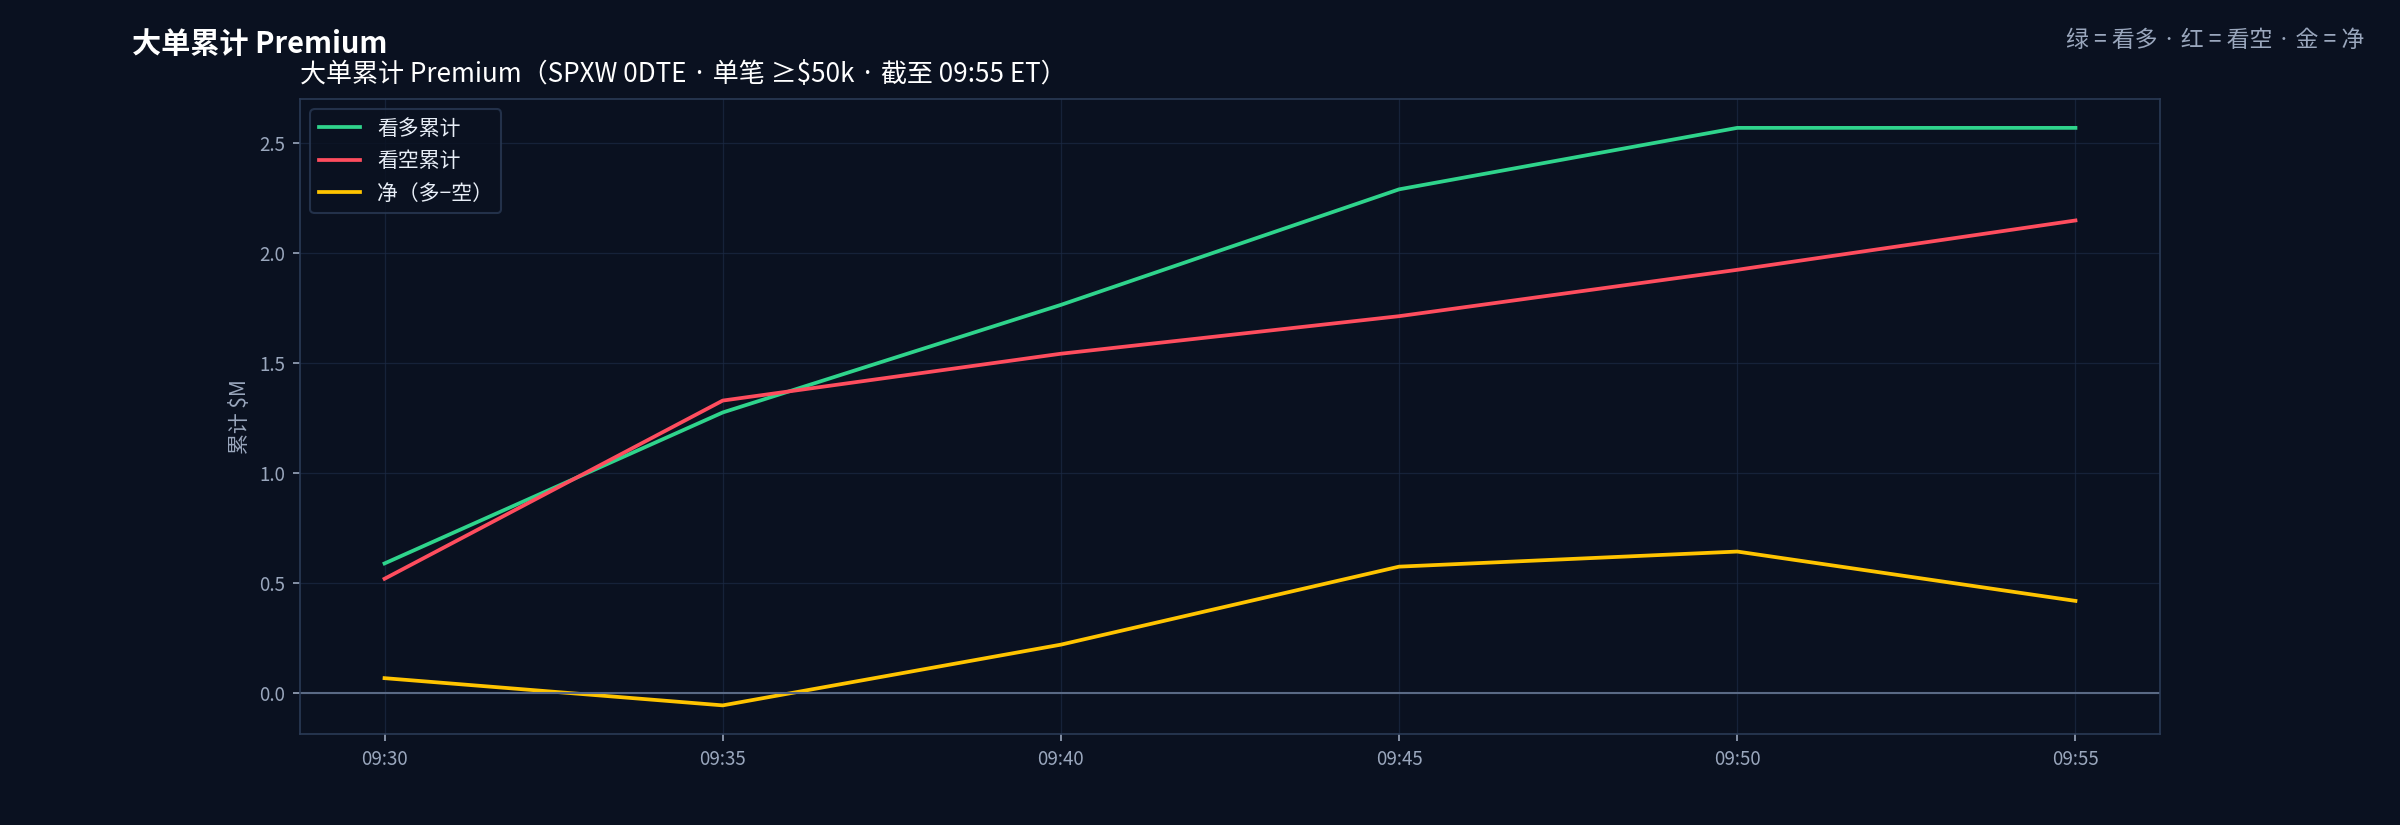 大单累计 Premium
绿 = 看多 · 红 = 看空 · 金 = 净
大单累计 Premium（SPXW 0DTE · 单笔 ≥$50k · 截至 09:55 ET）
看多累计
看空累计
净（多−空）
累计 $M
2.5
2.0
1.5
1.0
0.5
0.0
09:30 09:35 09:40 09:45 09:50 09:55